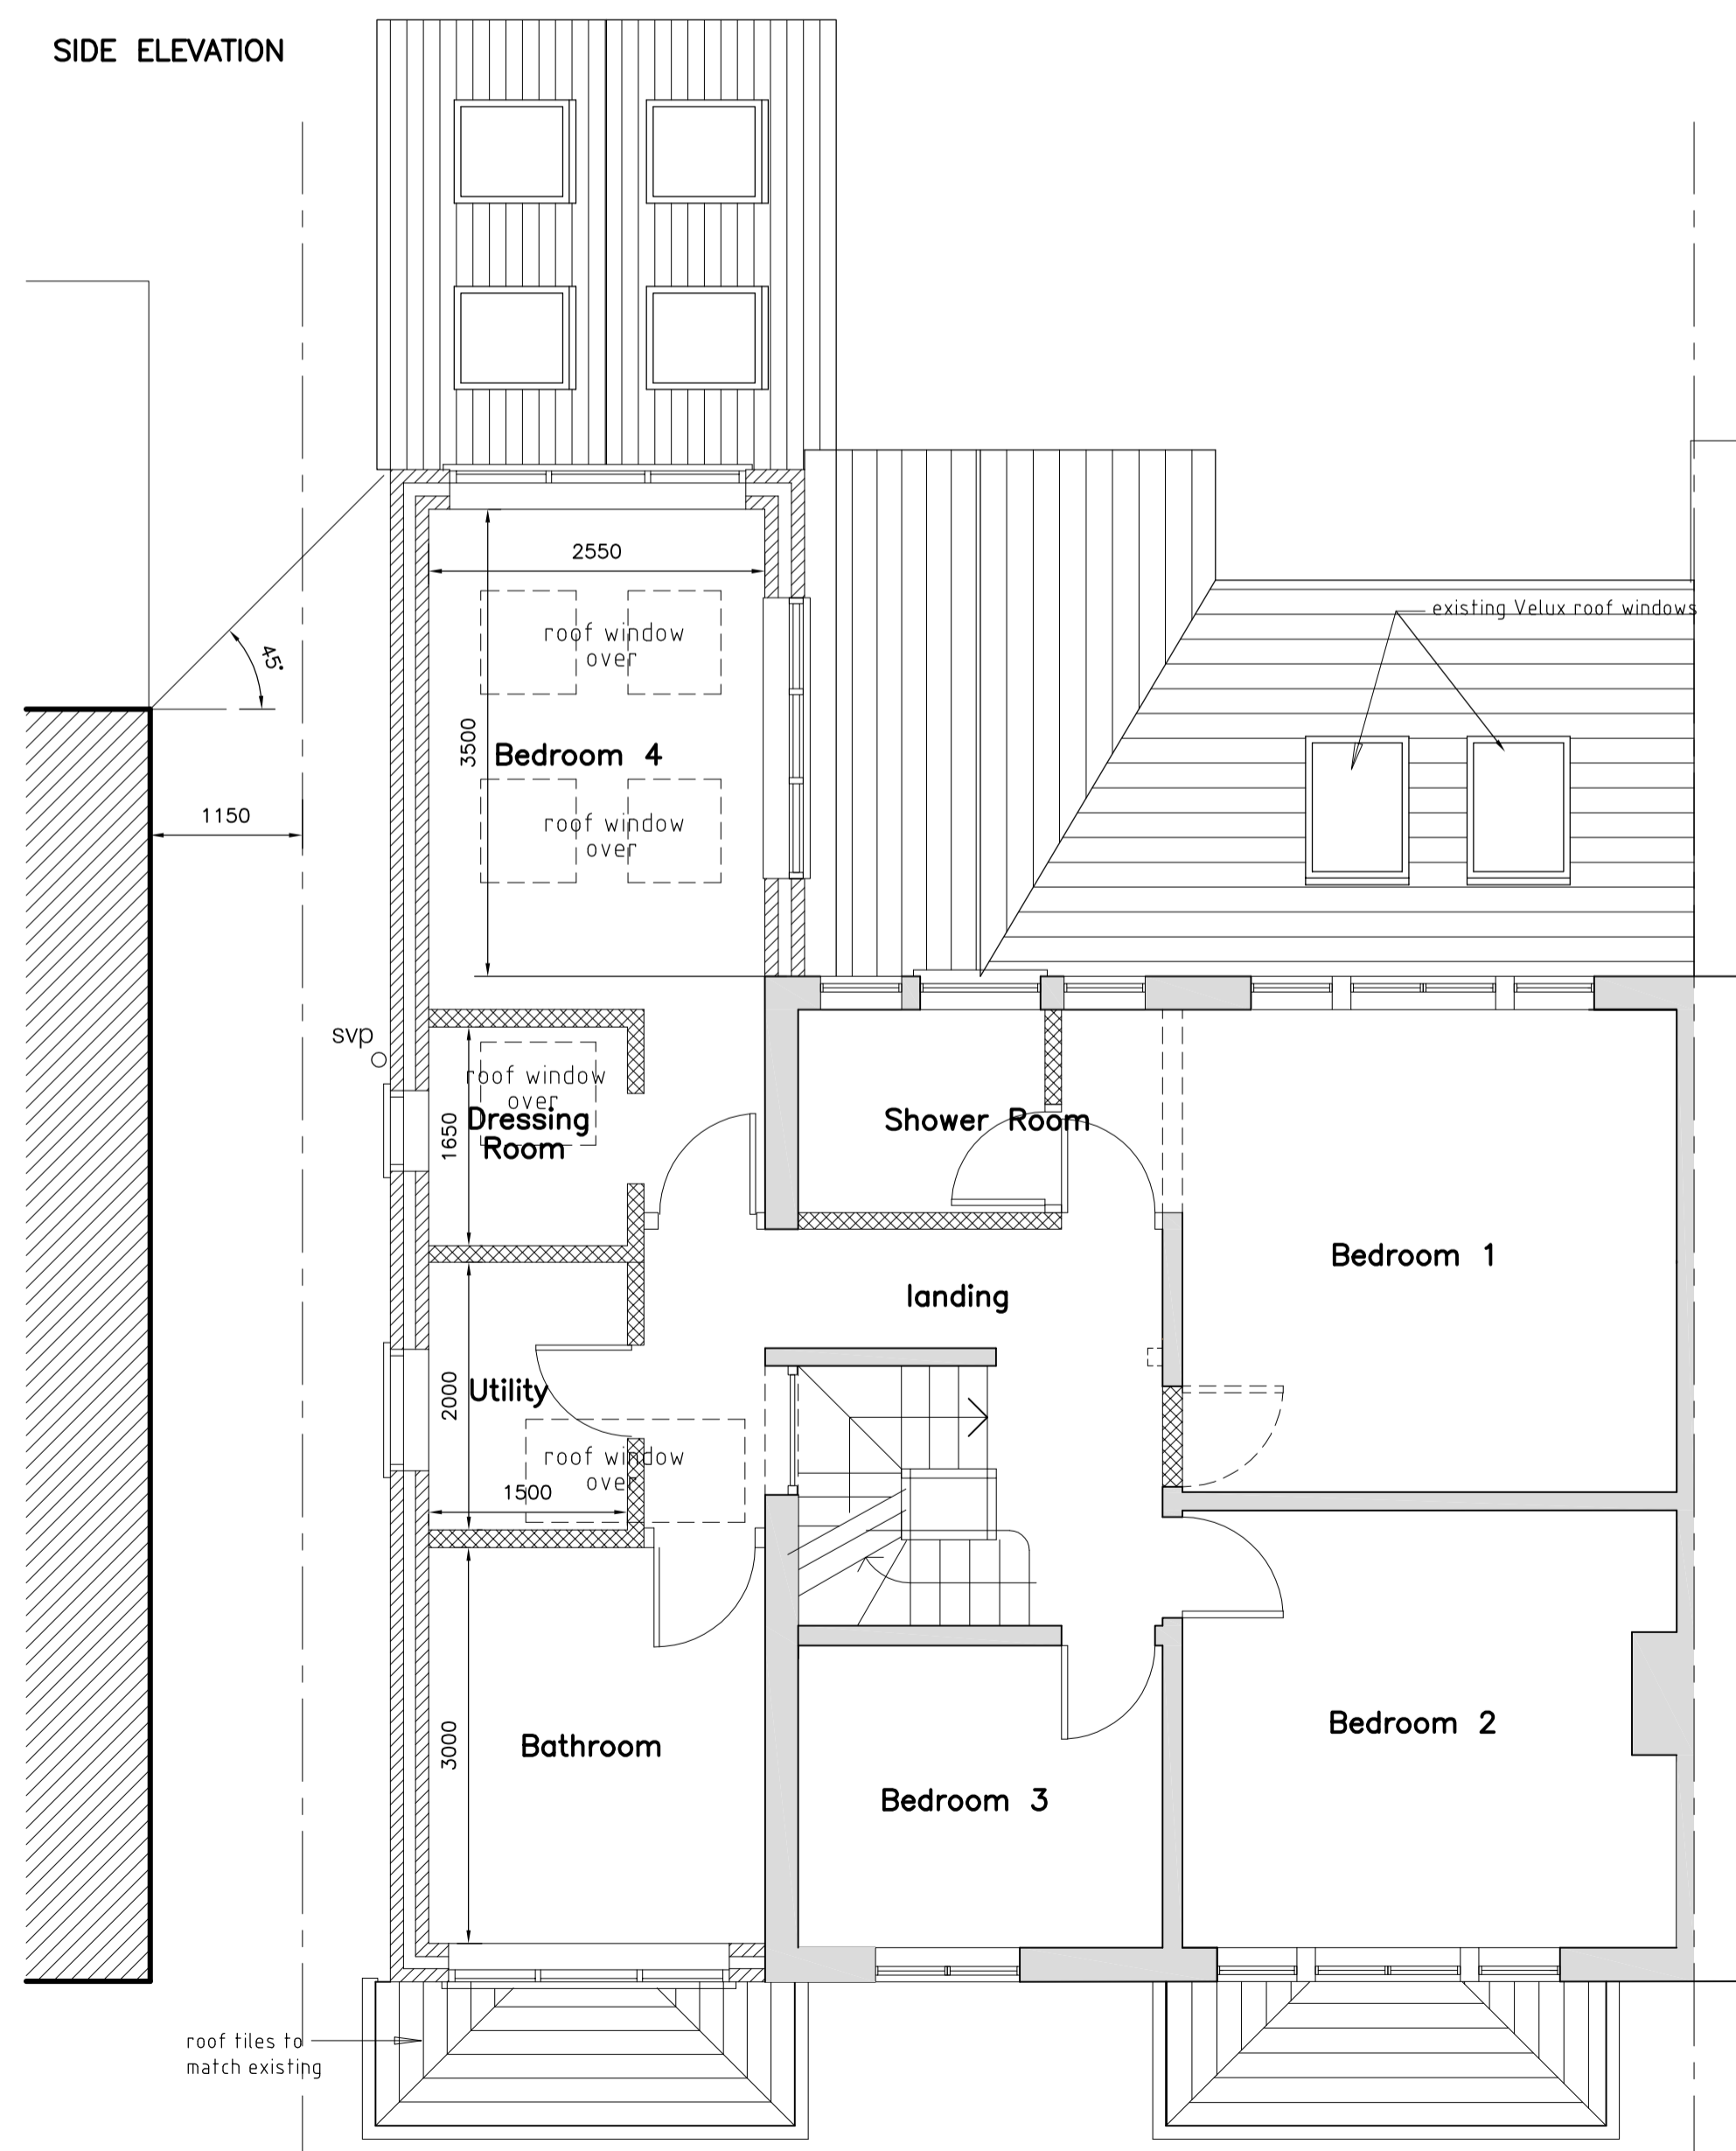 SIDE ELEVATION
2550
roof window
over
existing Velux roof windows
45°
3500
Bedroom 4
1150
roof window
over
svp
roof window
over
Dressing
Room
1650
Shower Room
Bedroom 1
landing
2000
Utility
roof window
over
1500
3000
Bathroom
Bedroom 2
Bedroom 3
roof tiles to
match existing